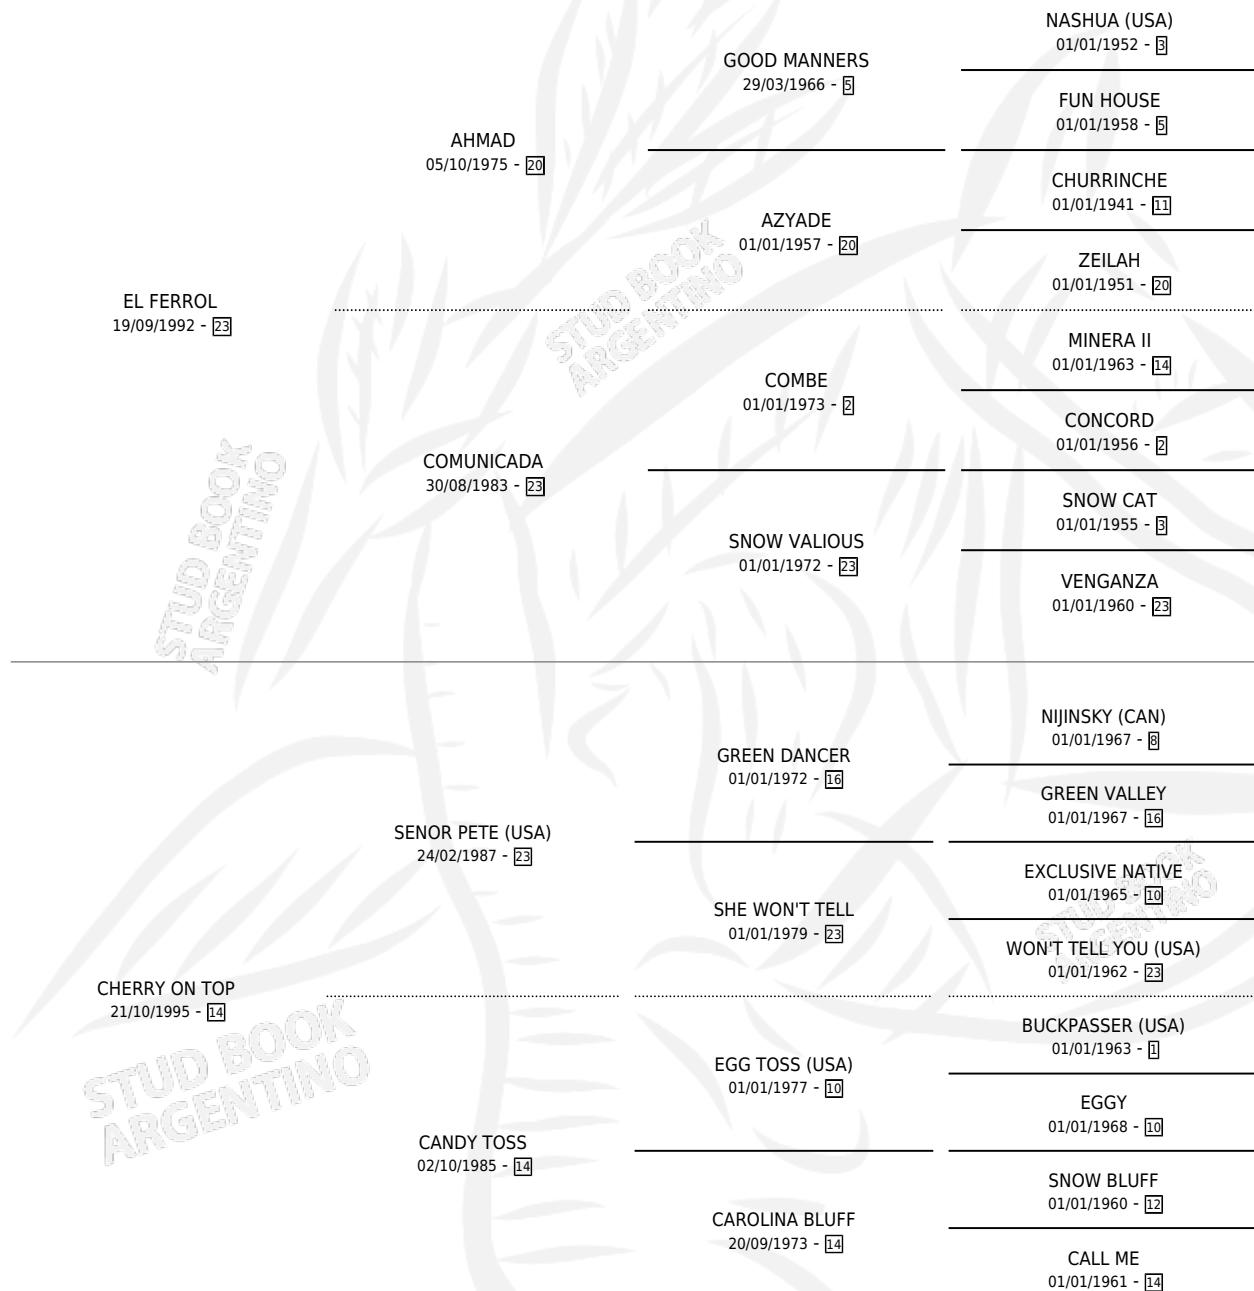 NASHUA (USA)
01/01/1952 - 3
GOOD MANNERS
29/03/1966 - 5
FUN HOUSE
01/01/1958 - 5
AHMAD
05/10/1975 - 20
CHURRINCHE
01/01/1941 - 11
AZYADE
01/01/1957 - 20
ZEILAH
01/01/1951 - 20
EL FERROL
19/09/1992 - 23
STUD BOOK
ARGENTINO
MINERA II
01/01/1963 - 14
COMBE
01/01/1973 - 2
CONCORD
01/01/1956 - 2
COMUNICADA
30/08/1983 - 23
SNOW CAT
01/01/1955 - 3
SNOW VALIOUS
01/01/1972 - 23
VENGANZA
01/01/1960 - 23
STUD BOOK
ARGENTINO
NIJINSKY (CAN)
01/01/1967 - 8
GREEN DANCER
01/01/1972 - 16
GREEN VALLEY
01/01/1967 - 16
SENOR PETE (USA)
24/02/1987 - 23
EXCLUSIVE NATIVE
01/01/1965 - 10
SHE WON'T TELL
01/01/1979 - 23
WON'T TELL YOU (USA)
01/01/1962 - 23
STUD BOOK
ARGENTINO
CHERRY ON TOP
21/10/1995 - 14
STUD BOOK
ARGENTINO
BUCKPASSER (USA)
01/01/1963 - 1
EGG TOSS (USA)
01/01/1977 - 10
EGGY
01/01/1968 - 10
CANDY TOSS
02/10/1985 - 14
SNOW BLUFF
01/01/1960 - 12
CAROLINA BLUFF
20/09/1973 - 14
CALL ME
01/01/1961 - 14